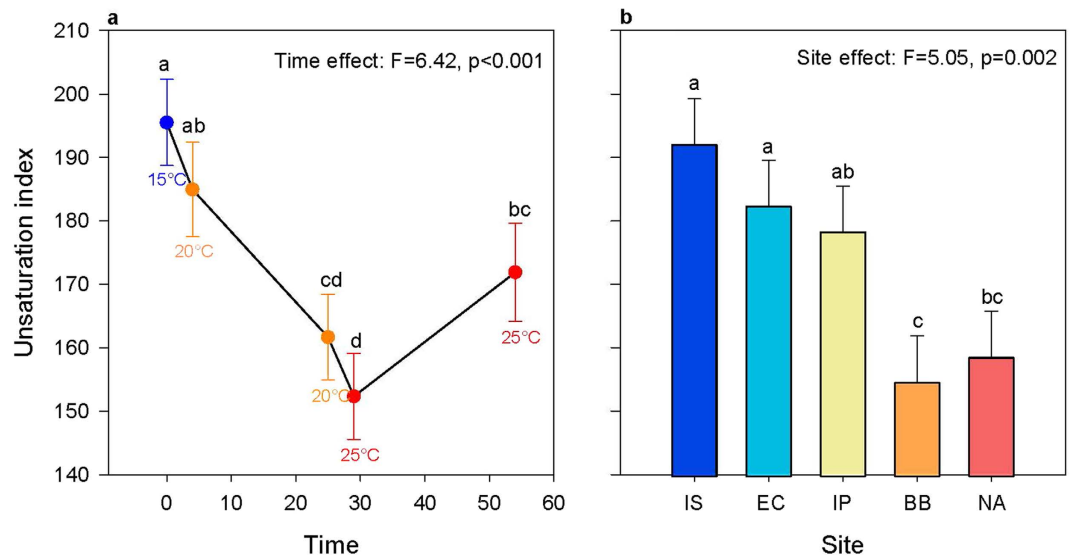 a
Time effect: F=6.42, p<0.001
Unsaturation index
210
200
190
180
170
160
150
140
a
15°C
ab
20°C
cd
20°C
d
25°C
bc
25°C
0
10
20
30
40
50
60
Time
b
Site effect: F=5.05, p=0.002
a
a
ab
c
bc
IS
EC
IP
BB
NA
Site